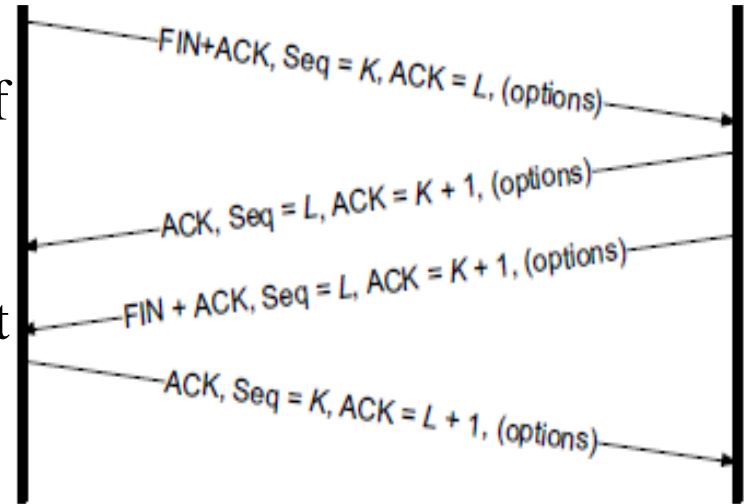 FIN+ACK, Seq = K, ACK = L, (options)
f
ACK, Seq = L, ACK = K + 1, (options)
FIN + ACK, Seq = L, ACK = K + 1, (options)
t
ACK, Seq = K, ACK = L + 1, (options)